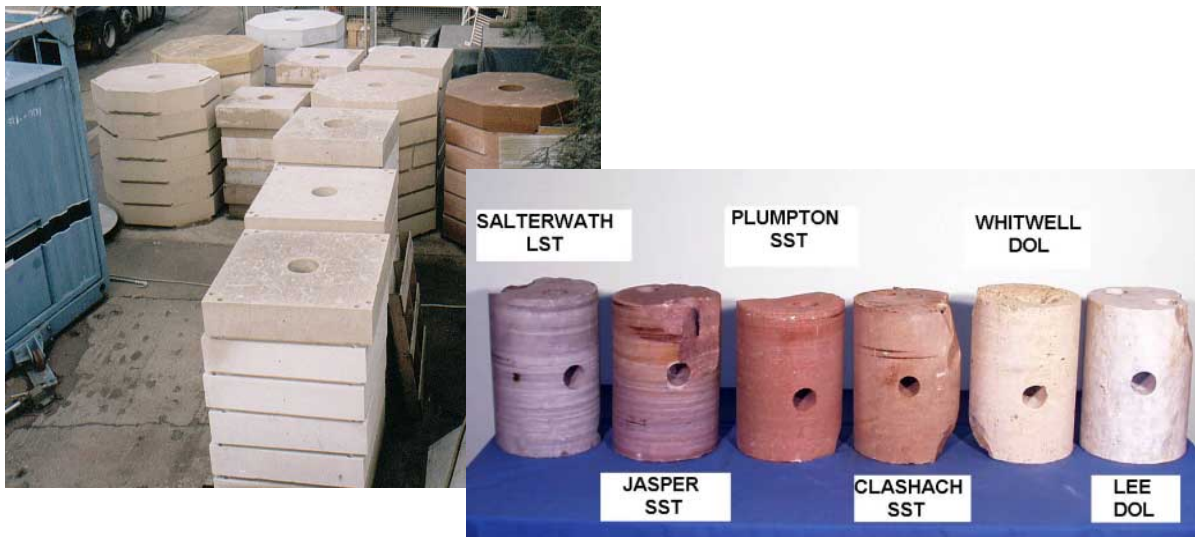 SALTERWATH
LST
PLUMPTON
SST
WHITWELL
DOL
JASPER
SST
CLASHACH
SST
LEE
DOL